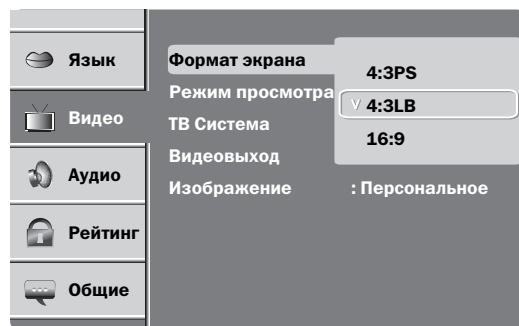 Язык
Видео
Аудио
Рейтинг
Общие
Формат экрана
Режим просмотра
ТВ Система
Видеовыход
Изображение : Персональное
4:3PS
V 4:3LB
16:9